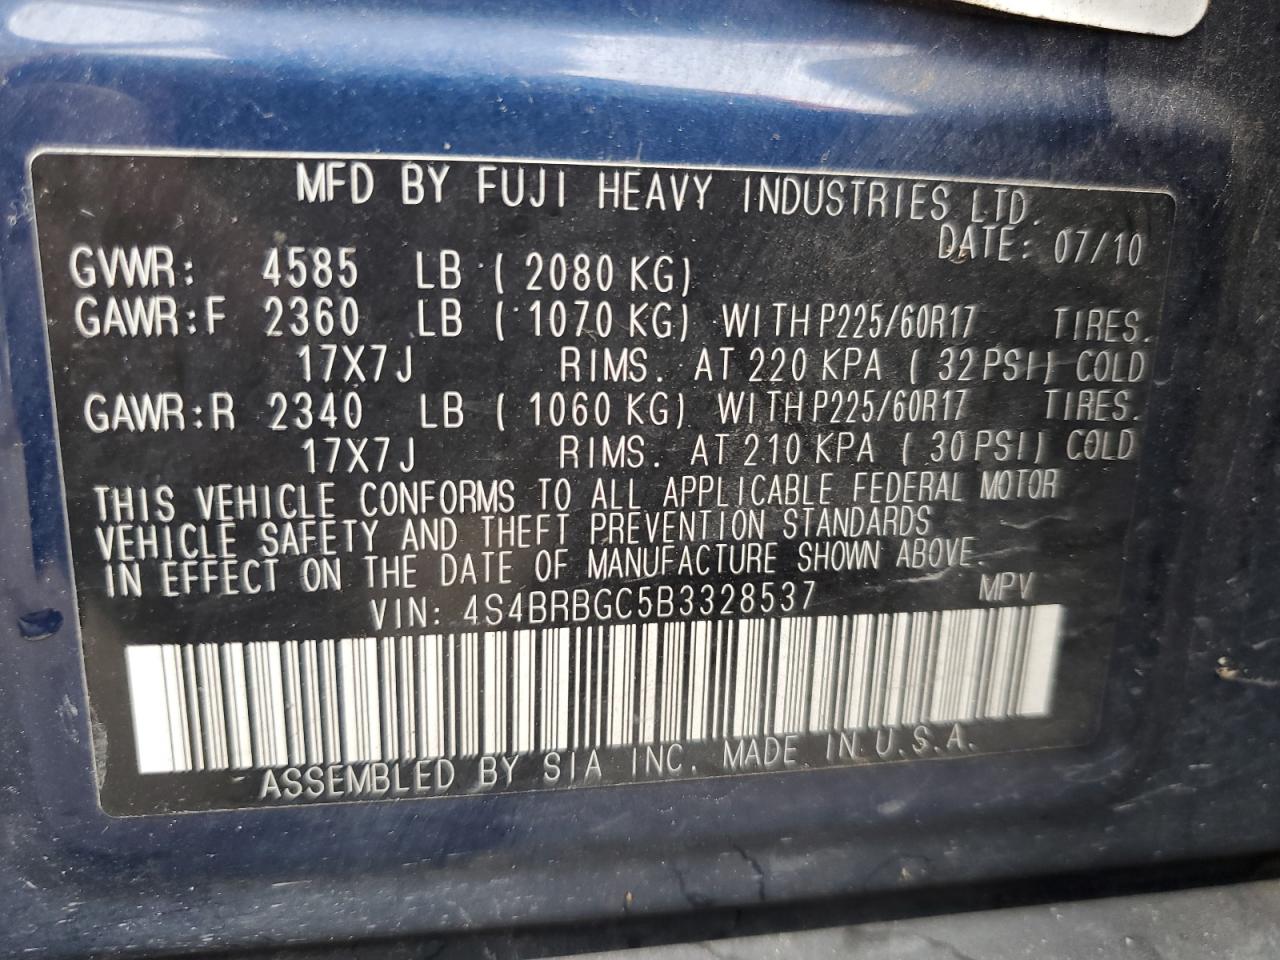 MFD BY FUJI HEAVY INDUSTRIES LTD.
DATE: 07/10
GVWR: 4585 LB ( 2080 KG)
GAWR:F 2360 LB ( 1070 KG) WITH P225/60R17 TIRES.
17X7J RIMS. AT 220 KPA ( 32 PSI) COLD
GAWR:R 2340 LB ( 1060 KG) WITH P225/60R17 TIRES.
17X7J RIMS. AT 210 KPA ( 30 PSI) COLD
THIS VEHICLE CONFORMS TO ALL APPLICABLE FEDERAL MOTOR
VEHICLE SAFETY AND THEFT PREVENTION STANDARDS
IN EFFECT ON THE DATE OF MANUFACTURE SHOWN ABOVE.
VIN: 4S4BRBGC5B3328537 MPV
ASSEMBLED BY SIA INC. MADE IN U.S.A.